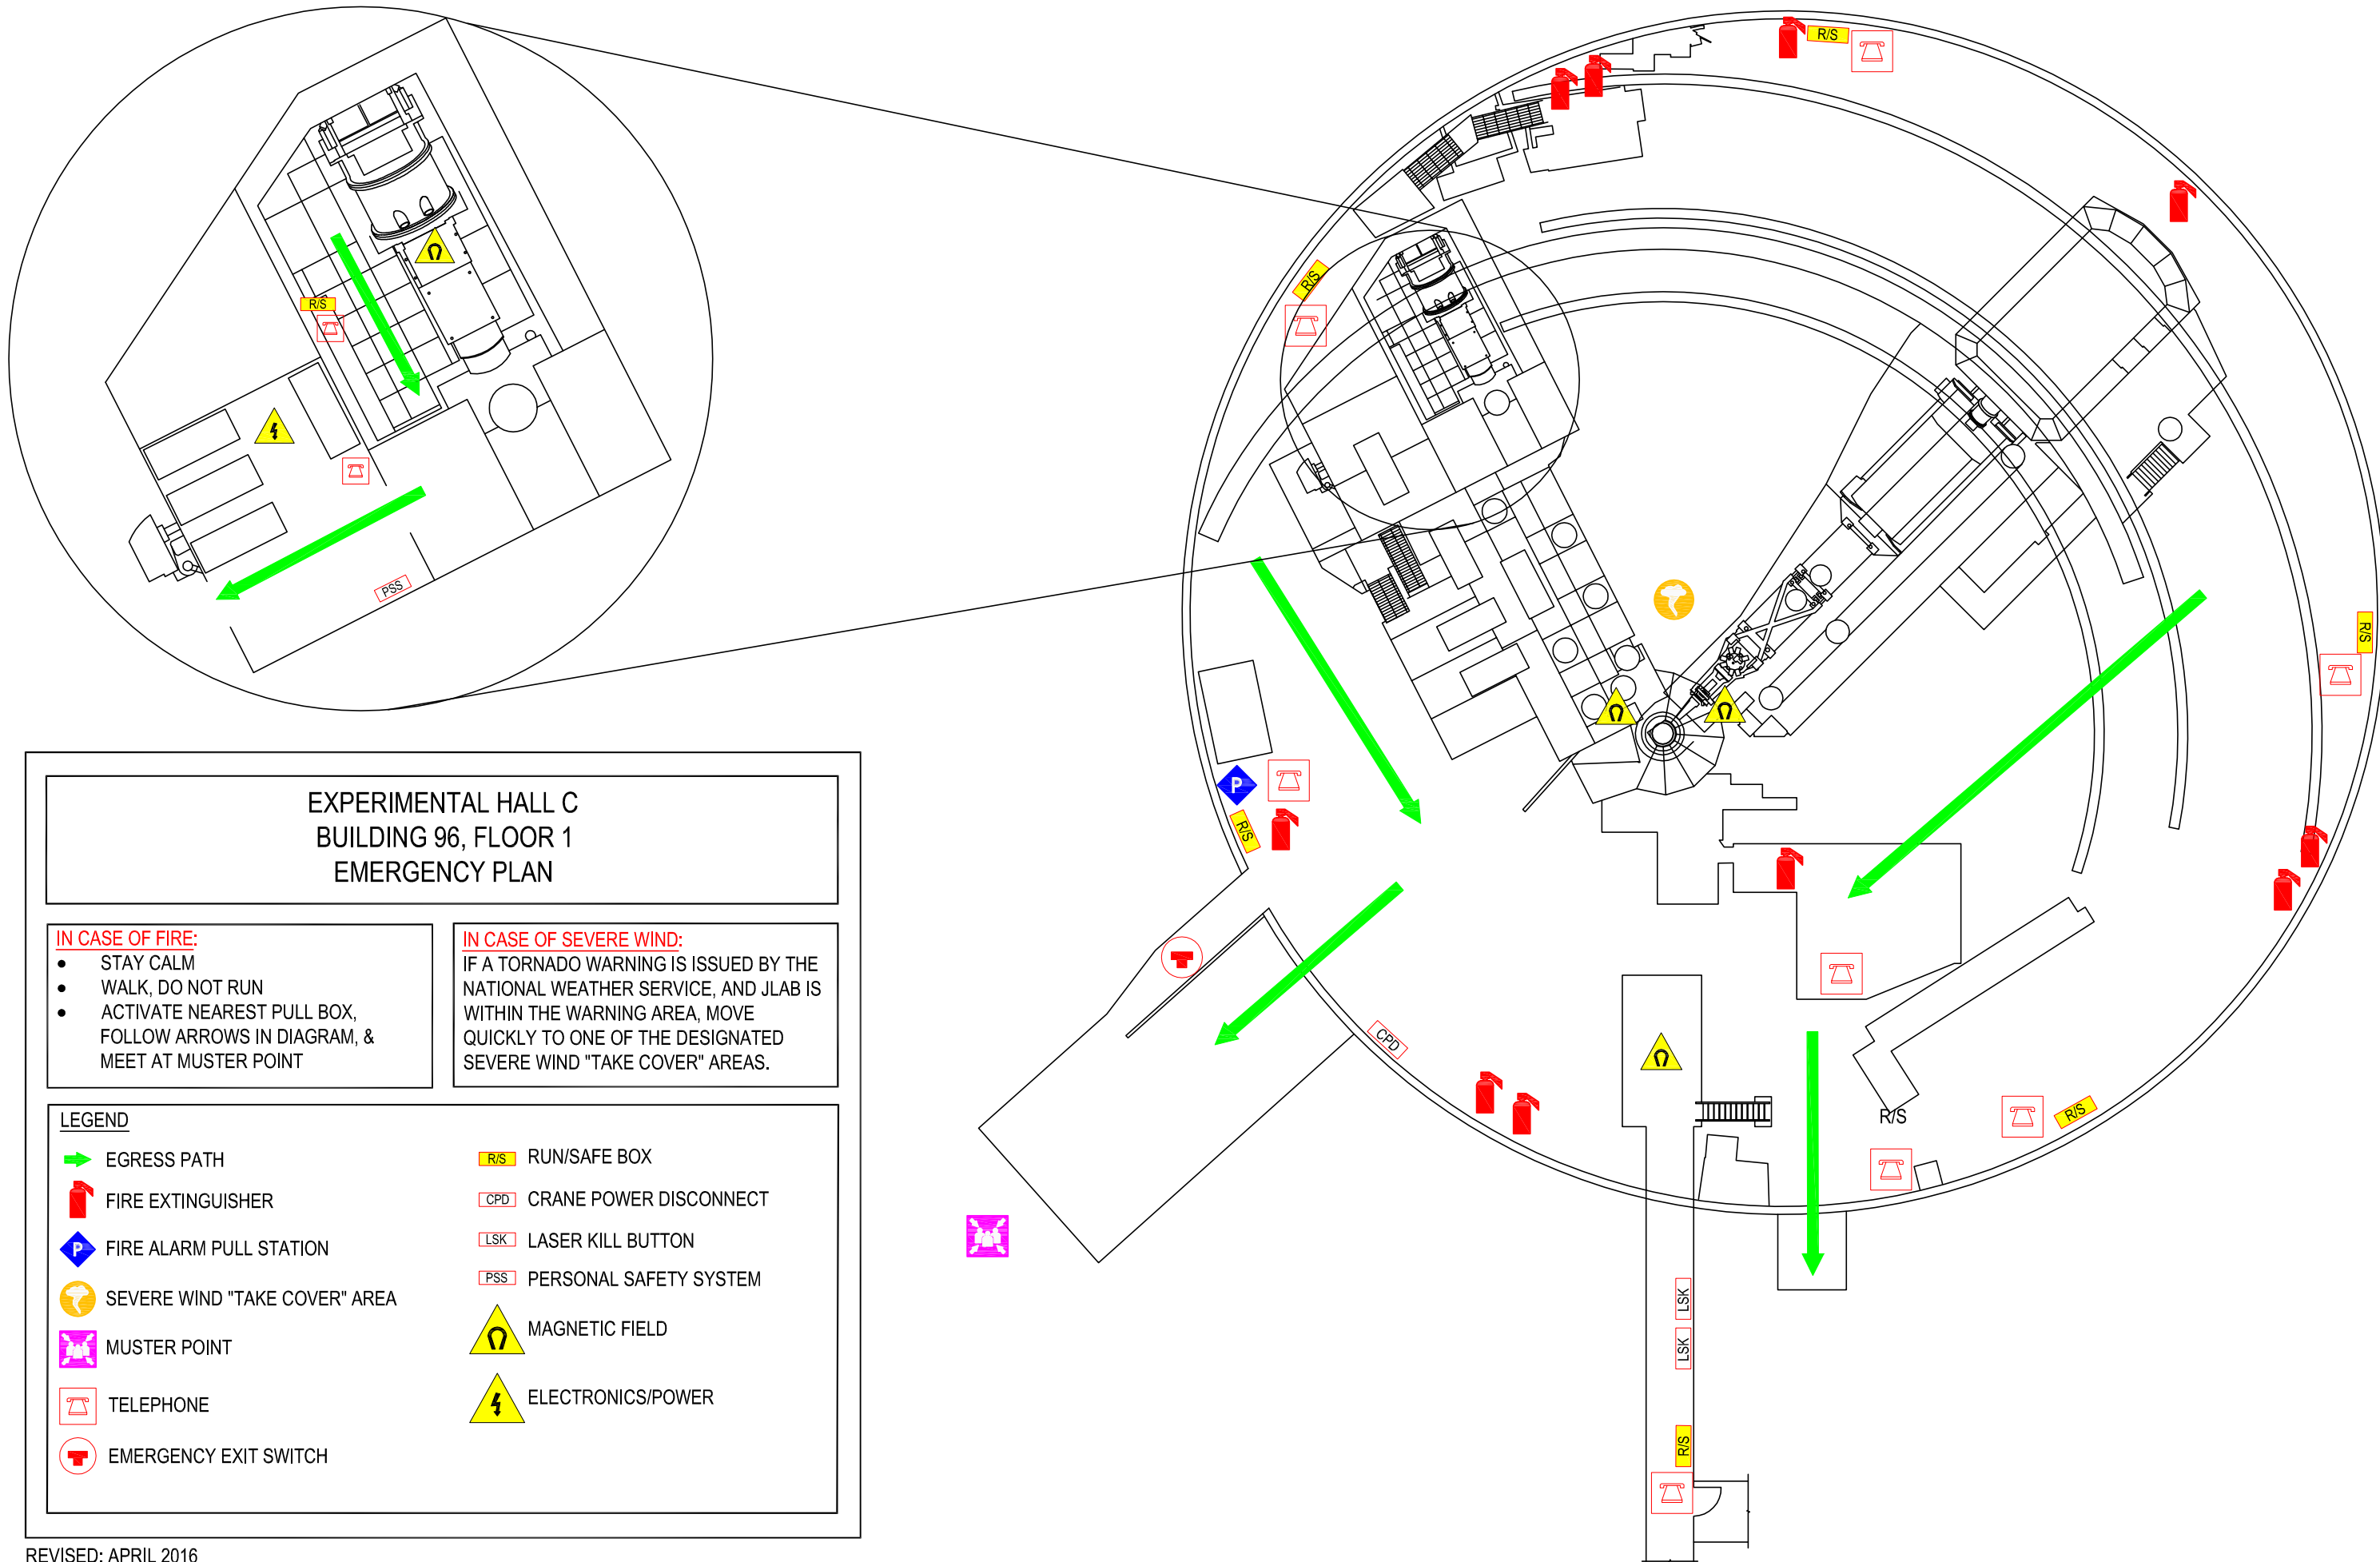 EXPERIMENTAL HALL C
BUILDING 96, FLOOR 1
EMERGENCY PLAN
IN CASE OF FIRE:
• STAY CALM
• WALK, DO NOT RUN
• ACTIVATE NEAREST PULL BOX,
FOLLOW ARROWS IN DIAGRAM, &
MEET AT MUSTER POINT
IN CASE OF SEVERE WIND:
IF A TORNADO WARNING IS ISSUED BY THE
NATIONAL WEATHER SERVICE, AND JLAB IS
WITHIN THE WARNING AREA, MOVE
QUICKLY TO ONE OF THE DESIGNATED
SEVERE WIND "TAKE COVER" AREAS.
LEGEND
EGRESS PATH
FIRE EXTINGUISHER
P FIRE ALARM PULL STATION
SEVERE WIND "TAKE COVER" AREA
MUSTER POINT
TELEPHONE
EMERGENCY EXIT SWITCH
R/S RUN/SAFE BOX
CPD CRANE POWER DISCONNECT
LSK LASER KILL BUTTON
PSS PERSONAL SAFETY SYSTEM
MAGNETIC FIELD
ELECTRONICS/POWER
REVISED: APRIL 2016
R/S
PSS
R/S
R/S
R/S
P
R/S
CPD
R/S
R/S
LSK
LSK
R/S